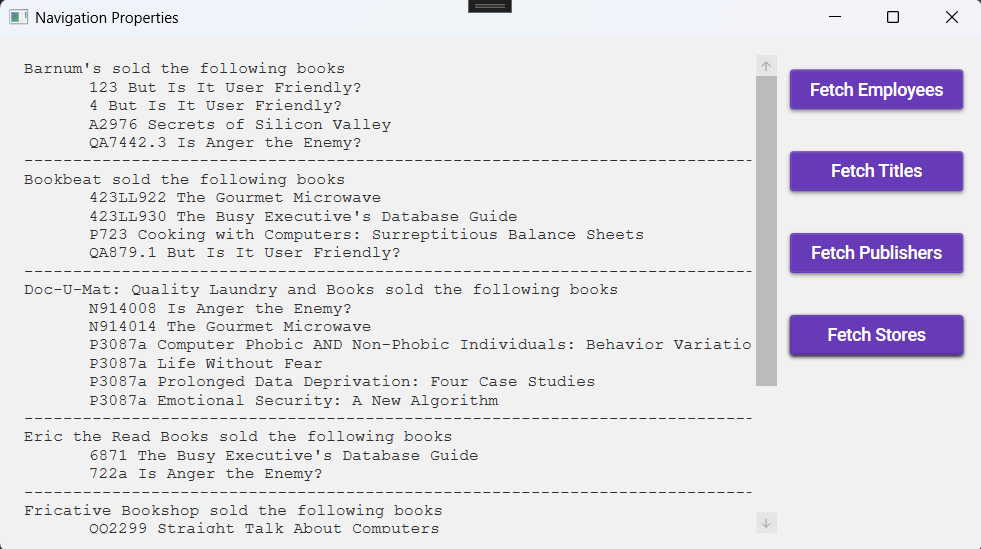 Navigation Properties
Barnum's sold the following books
123 But Is It User Friendly?
4 But Is It User Friendly?
A2976 Secrets of Silicon Valley
QA7442.3 Is Anger the Enemy?
--------------------------------------------------------------------------------
Bookbeat sold the following books
423LL922 The Gourmet Microwave
423LL930 The Busy Executive's Database Guide
P723 Cooking with Computers: Surreptitious Balance Sheets
QA879.1 But Is It User Friendly?
--------------------------------------------------------------------------------
Doc-U-Mat: Quality Laundry and Books sold the following books
N914008 Is Anger the Enemy?
N914014 The Gourmet Microwave
P3087a Computer Phobic AND Non-Phobic Individuals: Behavior Variatio
P3087a Life Without Fear
P3087a Prolonged Data Deprivation: Four Case Studies
P3087a Emotional Security: A New Algorithm
--------------------------------------------------------------------------------
Eric the Read Books sold the following books
6871 The Busy Executive's Database Guide
722a Is Anger the Enemy?
--------------------------------------------------------------------------------
Fricative Bookshop sold the following books
QQ2299 Straight Talk About Computers
Fetch Employees
Fetch Titles
Fetch Publishers
Fetch Stores